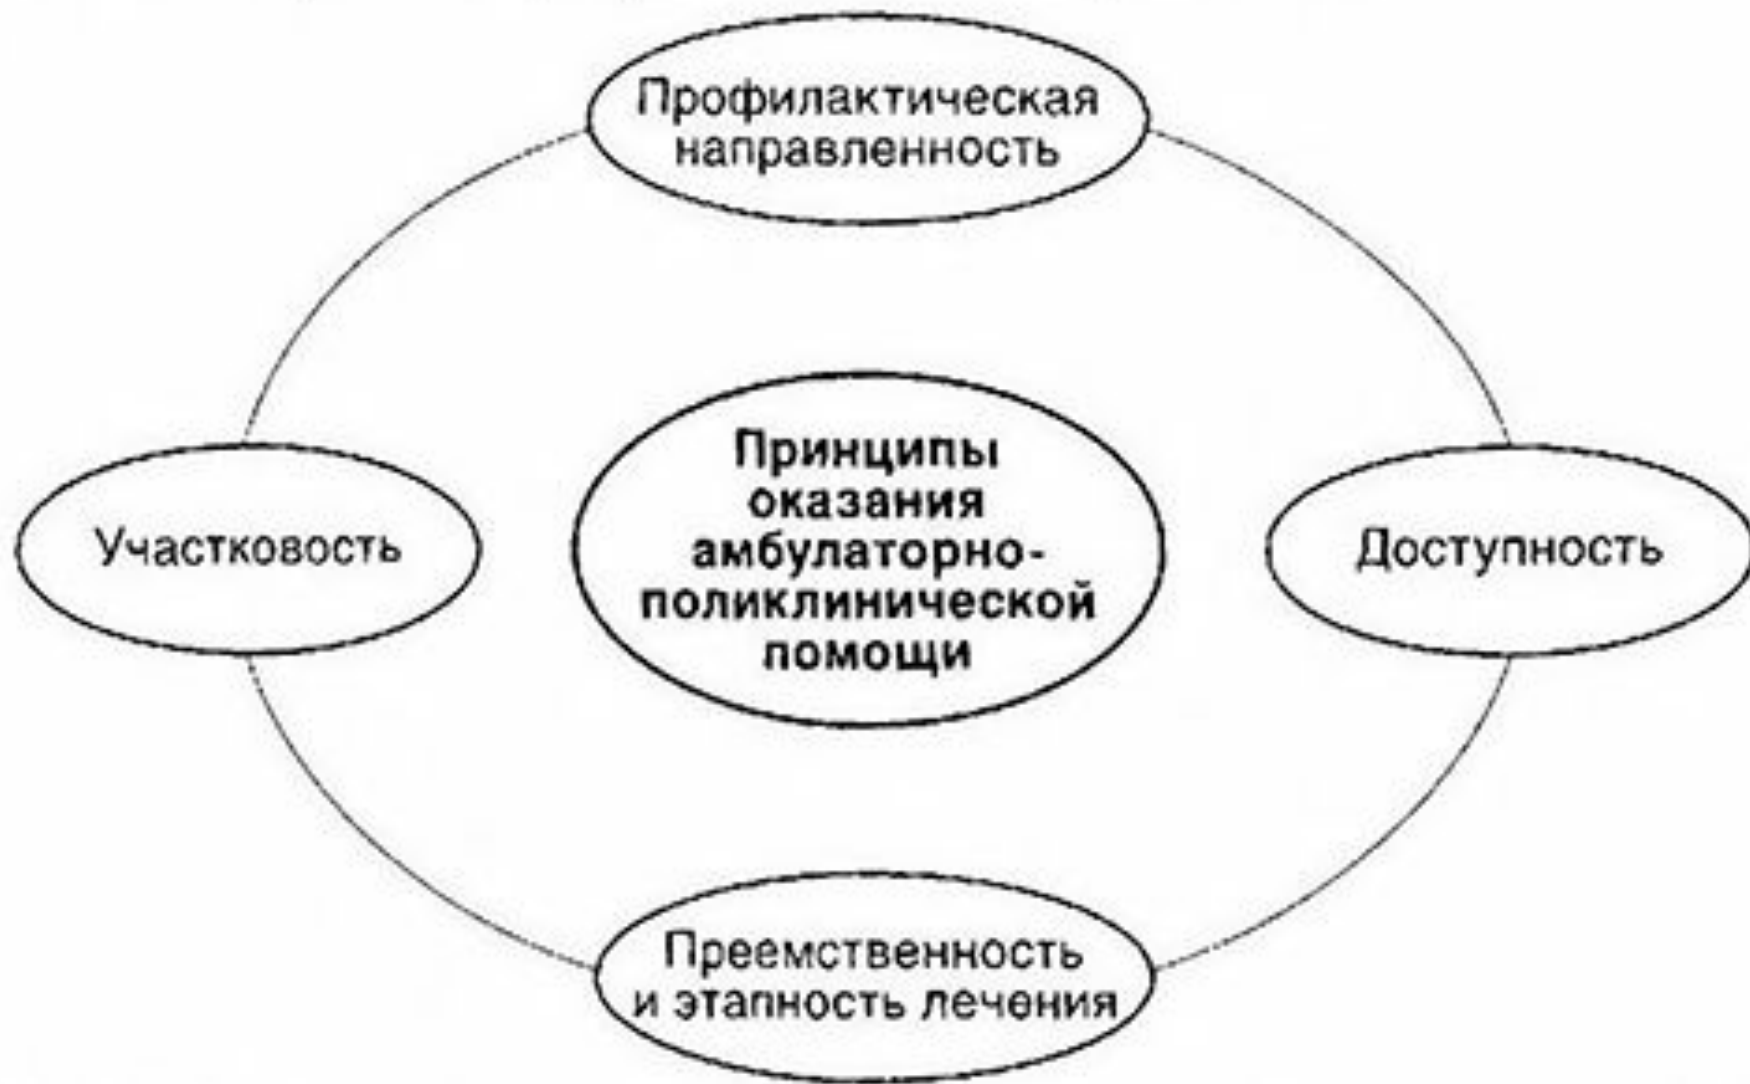 Профилактическая
направленность
Принципы
оказания
амбулаторно-
поликлинической
помощи
Участковость
Доступность
Преемственность
и этапность лечения